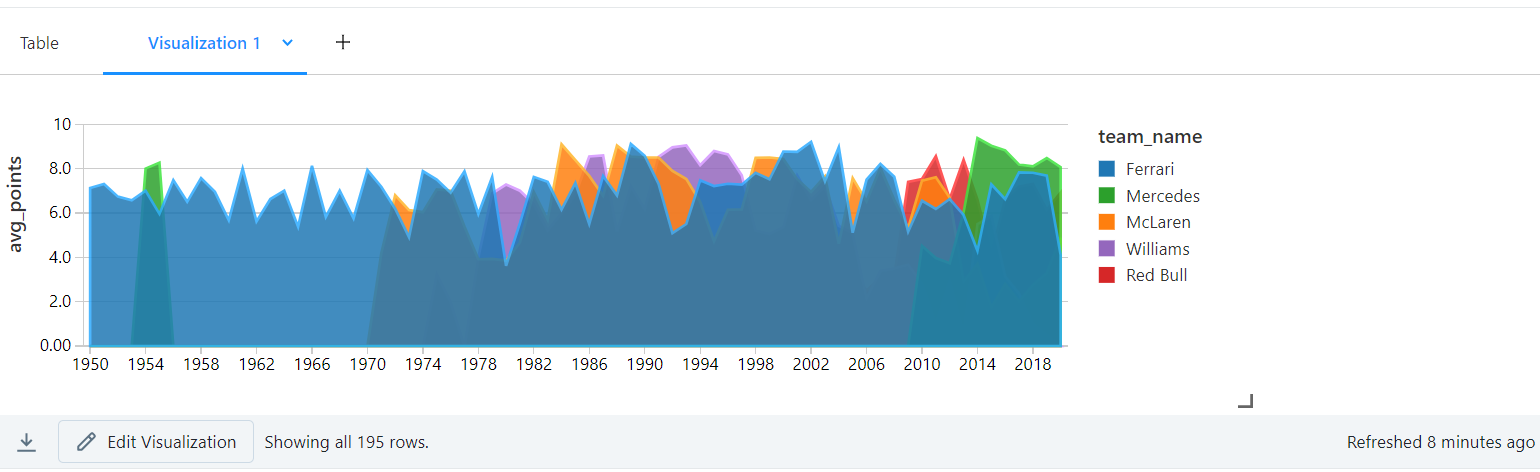 Table
Visualization 1
+
10
8.0
6.0
4.0
2.0
0.00
avg_points
1950 1954 1958 1962 1966 1970 1974 1978 1982 1986 1990 1994 1998 2002 2006 2010 2014 2018
team_name
Ferrari
Mercedes
McLaren
Williams
Red Bull
Edit Visualization
Showing all 195 rows.
Refreshed 8 minutes ago